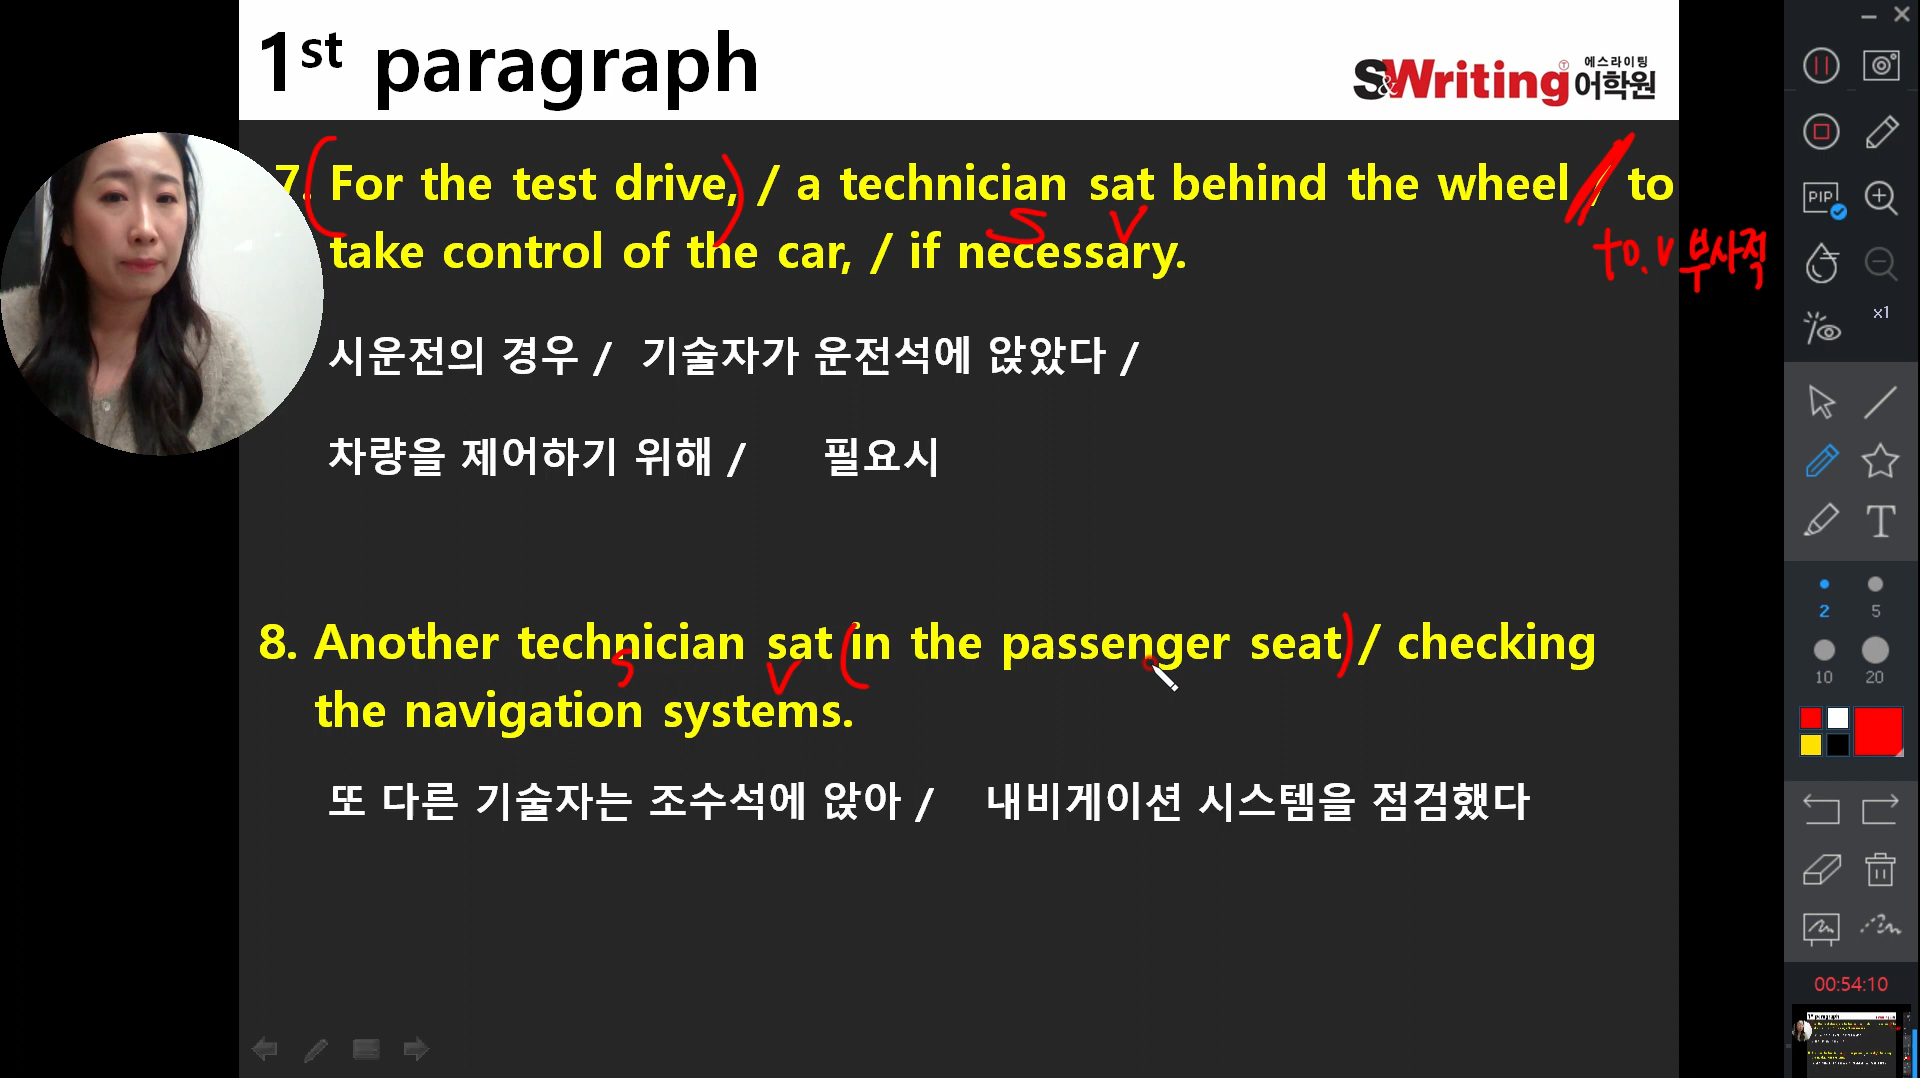 1st paragraph
S&Writing 에스라이팅 어학원
7. For the test drive, / a technician sat behind the wheel / to
S V
take control of the car, / if necessary.
to.v 부사적
시운전의 경우 / 기술자가 운전석에 앉았다 /
차량을 제어하기 위해 / 필요시
8. Another technician sat in the passenger seat / checking
S V
the navigation systems.
또 다른 기술자는 조수석에 앉아 / 내비게이션 시스템을 점검했다
PIP
x1
T
2 5
10 20
00:54:10